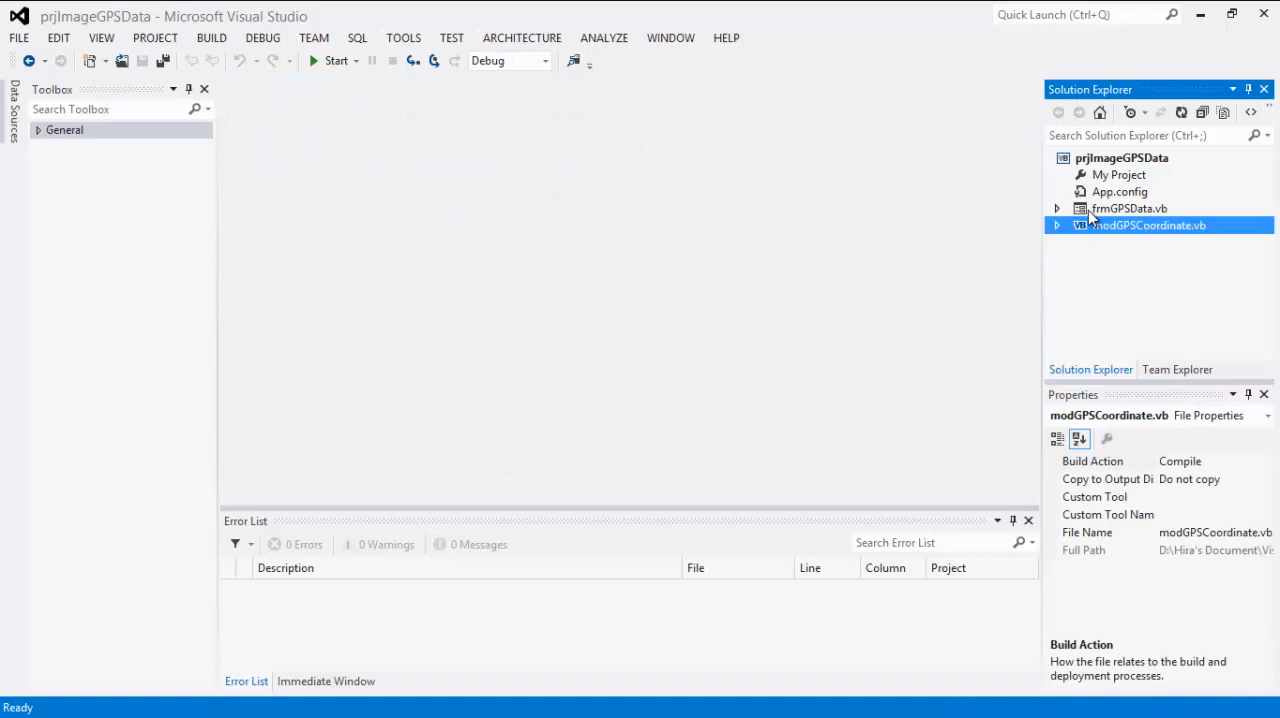 prjImageGPSData - Microsoft Visual Studio
Quick Launch (Ctrl+Q)
FILE EDIT VIEW PROJECT BUILD DEBUG TEAM SQL TOOLS TEST ARCHITECTURE ANALYZE WINDOW HELP
Start Debug
Data Sources
Toolbox
Search Toolbox
General
Solution Explorer
Search Solution Explorer (Ctrl+;)
prjImageGPSData
My Project
App.config
frmGPSData.vb
modGPSCoordinate.vb
Solution Explorer Team Explorer
Properties
modGPSCoordinate.vb File Properties
Build Action Compile
Copy to Output Di Do not copy
Custom Tool
Custom Tool Nam
File Name modGPSCoordinate.vb
Full Path D:\Hira's Document\Vis
Build Action
How the file relates to the build and
deployment processes.
Error List
0 Errors 0 Warnings 0 Messages
Search Error List
Description File Line Column Project
Error List Immediate Window
Ready